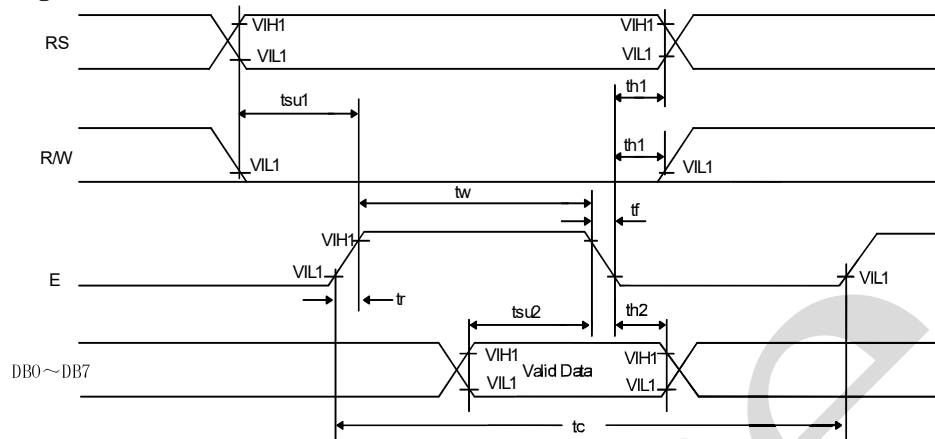 RS VIH1 VIH1
VIL1 VIL1
tsu1 th1
R/W VIL1 th1 VIL1
tw
tf
VIH1
E VIL1 VIL1
tr
tsu2 th2
DB0～DB7 VIH1 Valid Data VIH1
VIL1 VIL1
tc